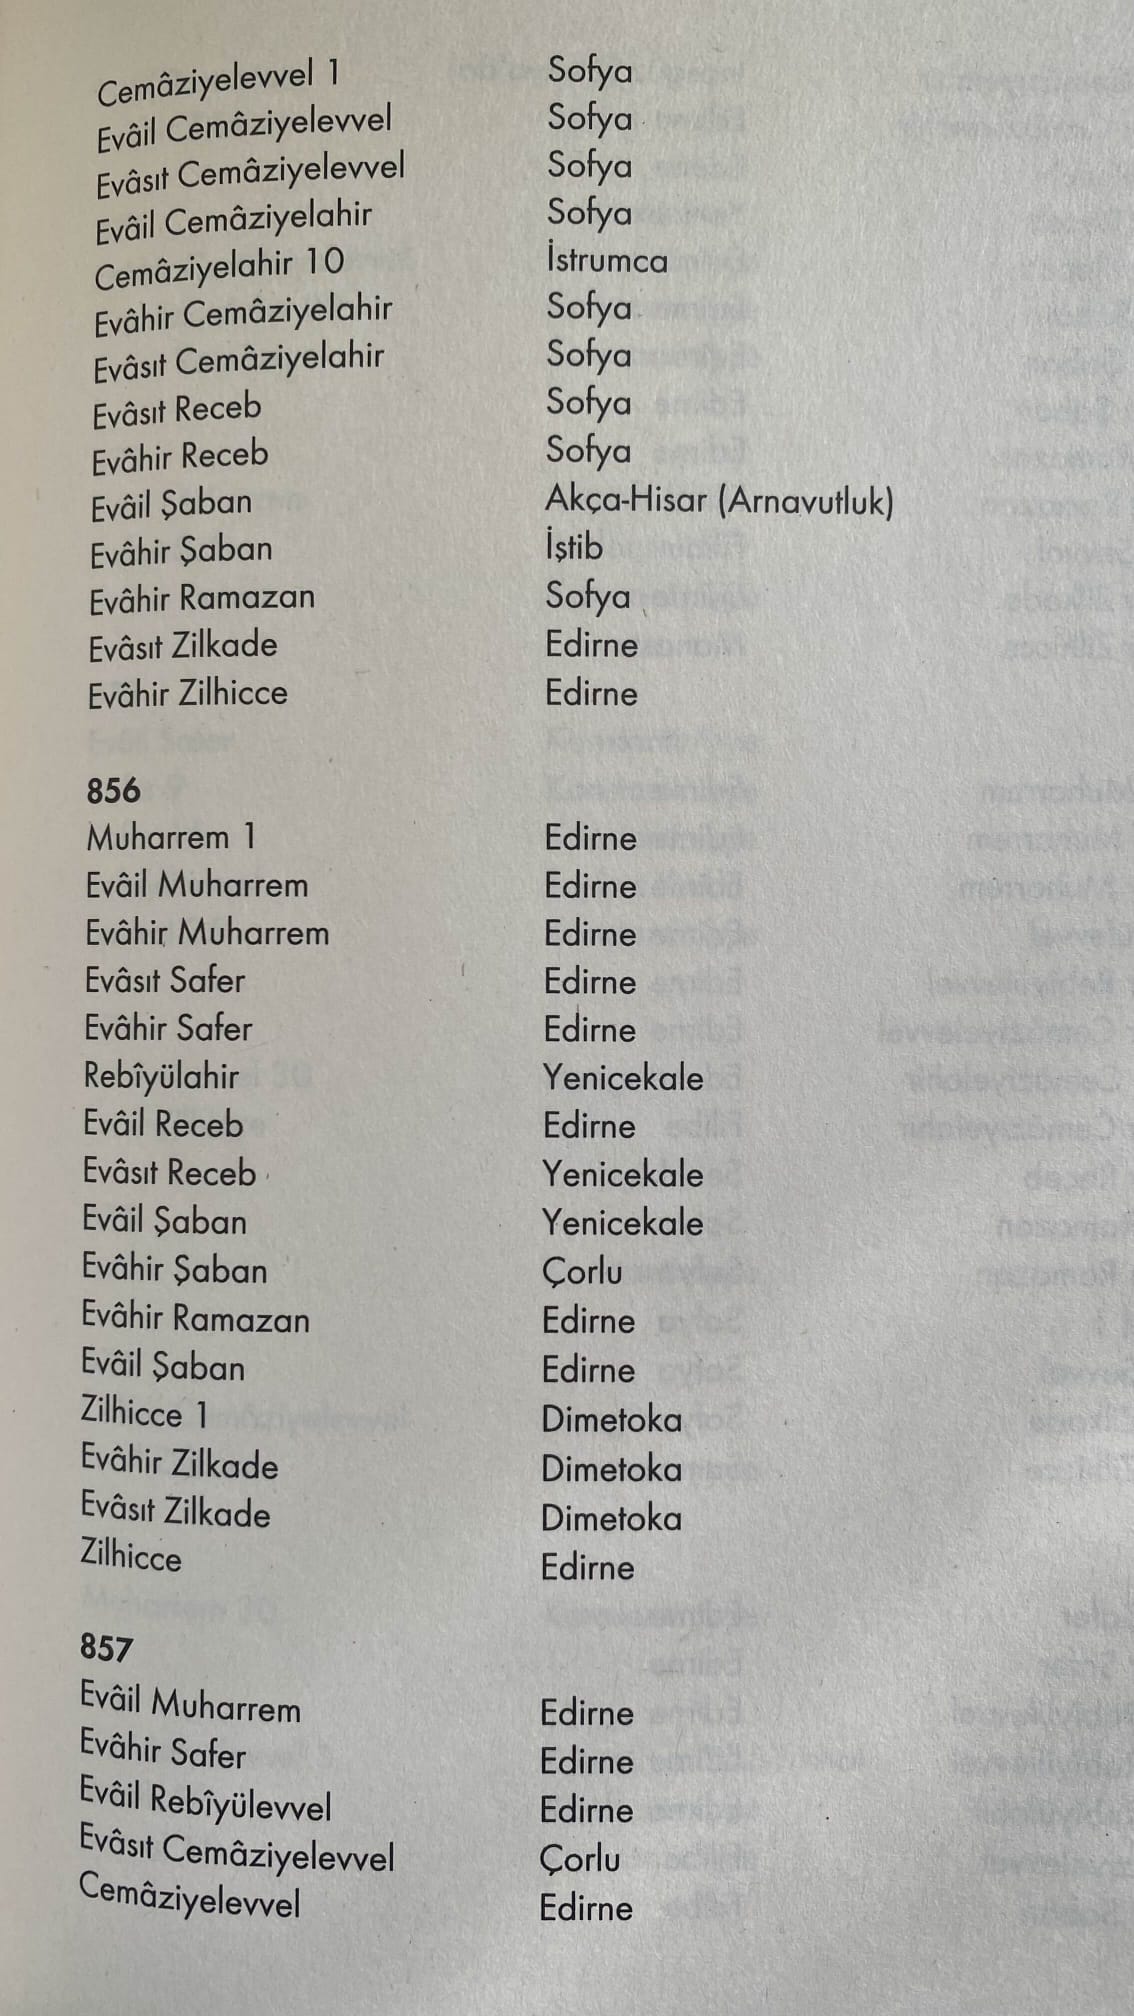 Cemâziyelevvel 1 Sofya
Evâil Cemâziyelevvel Sofya
Evâsıt Cemâziyelevvel Sofya
Evâil Cemâziyelahir Sofya
Cemâziyelahir 10 İstrumca
Evâhir Cemâziyelahir Sofya
Evâsıt Cemâziyelahir Sofya
Evâsıt Receb Sofya
Evâhir Receb Sofya
Evâil Şaban Akça-Hisar (Arnavutluk)
Evâhir Şaban İştib
Evâhir Ramazan Sofya
Evâsıt Zilkade Edirne
Evâhir Zilhicce Edirne
856
Muharrem 1 Edirne
Evâil Muharrem Edirne
Evâhir Muharrem Edirne
Evâsıt Safer Edirne
Evâhir Safer Edirne
Rebîyülahir Yenicekale
Evâil Receb Edirne
Evâsıt Receb Yenicekale
Evâil Şaban Yenicekale
Evâhir Şaban Çorlu
Evâhir Ramazan Edirne
Evâil Şaban Edirne
Zilhicce 1 Dimetoka
Evâhir Zilkade Dimetoka
Evâsıt Zilkade Dimetoka
Zilhicce Edirne
857
Evâil Muharrem Edirne
Evâhir Safer Edirne
Evâil Rebîyülevvel Edirne
Evâsıt Cemâziyelevvel Çorlu
Cemâziyelevvel Edirne